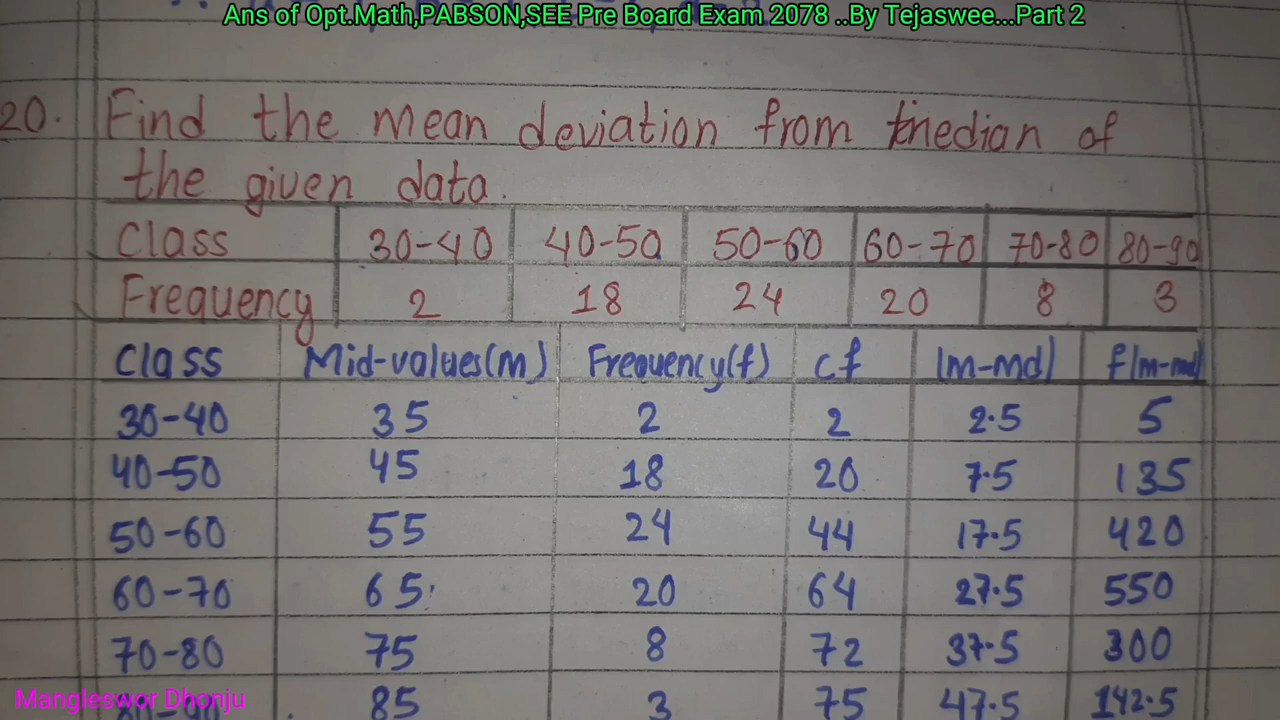 Ans of Opt.Math,PABSON,SEE Pre Board Exam 2078 ..By Tejaswee...Part 2
20. Find the mean deviation from median of
the given data.
Class 30-40 40-50 50-60 60-70 70-80 80-90
Frequency 2 18 24 20 8 3
Class Mid-values(m) Frequency(f) cf |m-md| f|m-md|
30-40 35 2 2 2.5 5
40-50 45 18 20 7.5 135
50-60 55 24 44 17.5 420
60-70 65 20 64 27.5 550
70-80 75 8 72 37.5 300
80-90 85 3 75 47.5 142.5
Mangleswor Dhonju